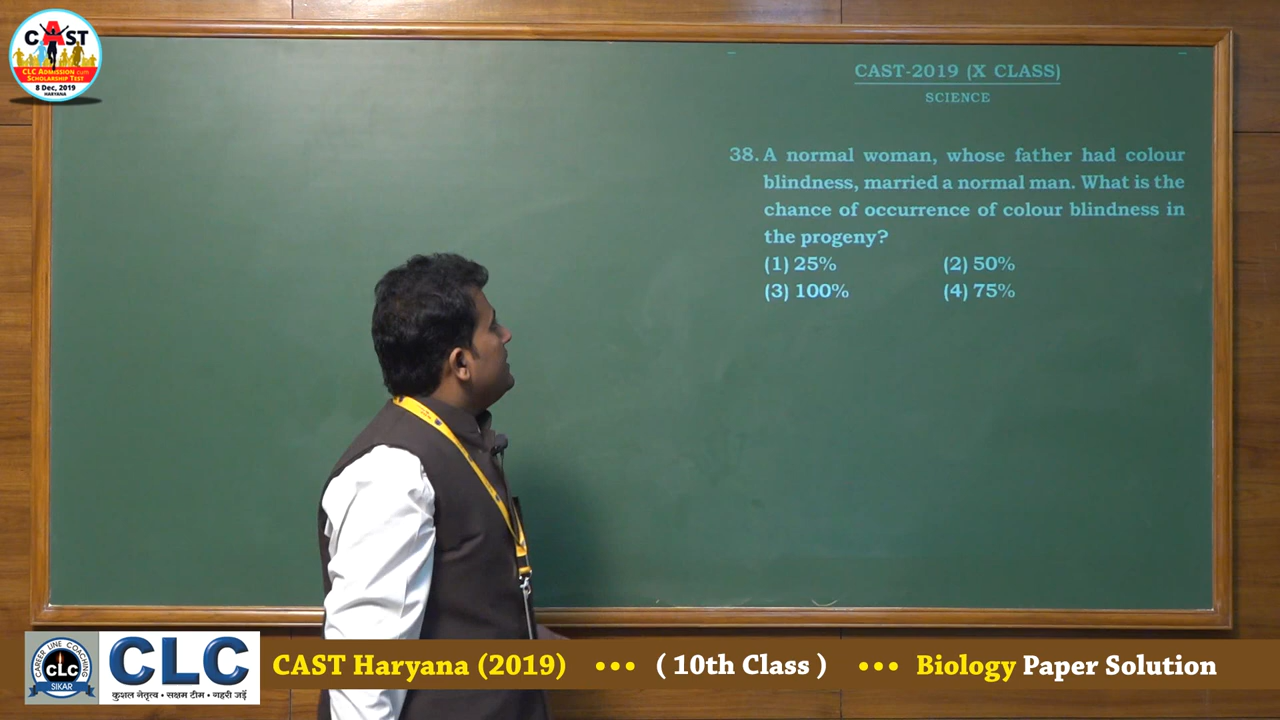 CAST
CLC ADMISSION cum
SCHOLARSHIP TEST
8 Dec, 2019
HARYANA
CAST-2019 (X CLASS)
SCIENCE
38. A normal woman, whose father had colour
blindness, married a normal man. What is the
chance of occurrence of colour blindness in
the progeny?
(1) 25% (2) 50%
(3) 100% (4) 75%
CAREER LINE COACHING
CLC
SIKAR
CLC
कुशल नेतृत्व • सक्षम टीम • गहरी जड़ें
CAST Haryana (2019) ••• ( 10th Class ) ••• Biology Paper Solution